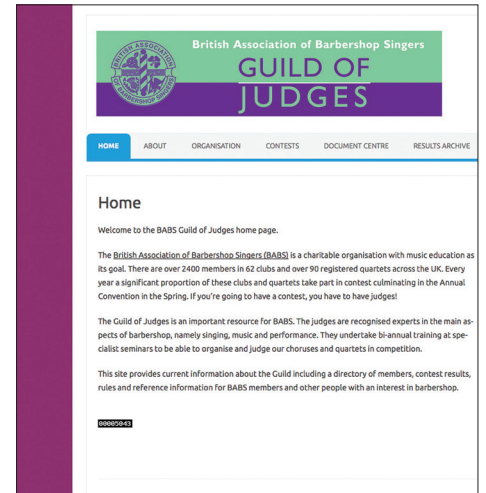 BRITISH ASSOCIATION
OF BARBERSHOP SINGERS
British Association of Barbershop Singers
GUILD OF
JUDGES
HOME ABOUT ORGANISATION CONTESTS DOCUMENT CENTRE RESULTS ARCHIVE
Home
Welcome to the BABS Guild of Judges home page.
The British Association of Barbershop Singers (BABS) is a charitable organisation with music education as
its goal. There are over 2400 members in 62 clubs and over 90 registered quartets across the UK. Every
year a significant proportion of these clubs and quartets take part in contest culminating in the Annual
Convention in the Spring. If you're going to have a contest, you have to have judges!
The Guild of Judges is an important resource for BABS. The judges are recognised experts in the main as-
pects of barbershop, namely singing, music and performance. They undertake bi-annual training at spe-
cialist seminars to be able to organise and judge our choruses and quartets in competition.
This site provides current information about the Guild including a directory of members, contest results,
rules and reference information for BABS members and other people with an interest in barbershop.
00005043